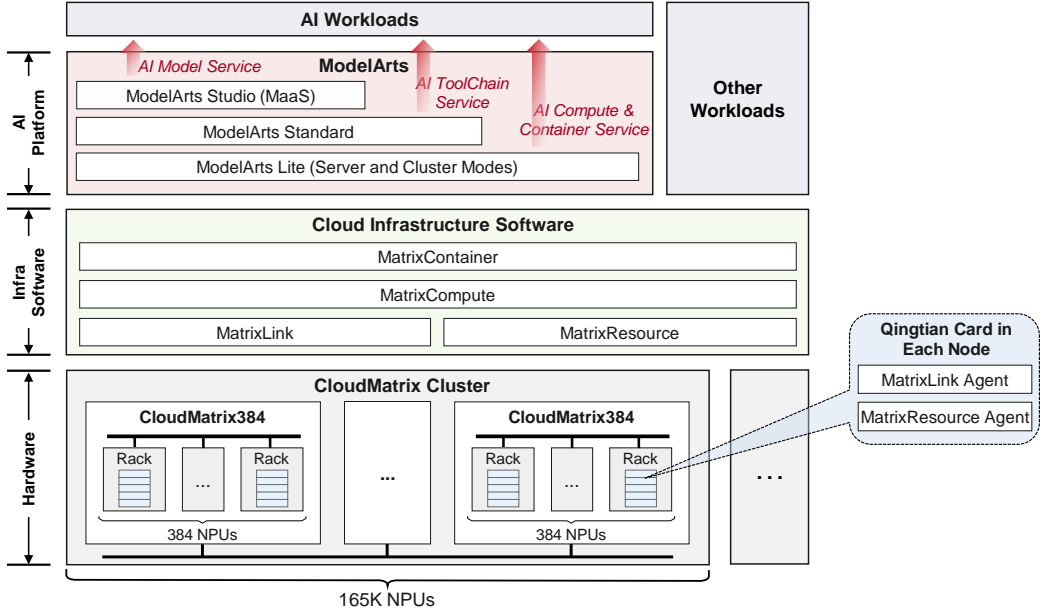 AI Workloads
AI Platform
AI Model Service
ModelArts
AI ToolChain
Service
AI Compute &
Container Service
ModelArts Studio (MaaS)
ModelArts Standard
ModelArts Lite (Server and Cluster Modes)
Other
Workloads
Infra
Software
Cloud Infrastructure Software
MatrixContainer
MatrixCompute
MatrixLink
MatrixResource
Qingtian Card in
Each Node
MatrixLink Agent
MatrixResource Agent
Hardware
CloudMatrix Cluster
CloudMatrix384
Rack
...
Rack
384 NPUs
...
CloudMatrix384
Rack
...
Rack
384 NPUs
...
165K NPUs